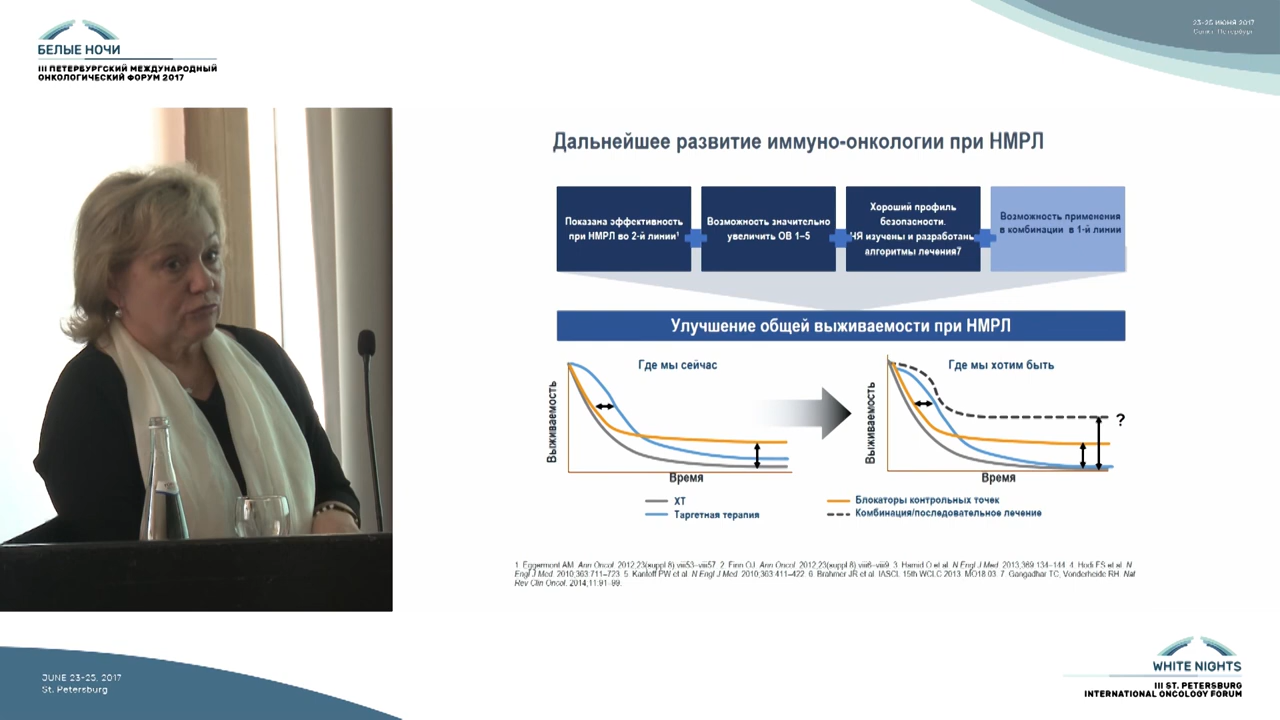 БЕЛЫЕ НОЧИ
III ПЕТЕРБУРГСКИЙ МЕЖДУНАРОДНЫЙ
ОНКОЛОГИЧЕСКИЙ ФОРУМ 2017
23-25 ИЮНЯ 2017
Санкт-Петербург
Дальнейшее развитие иммуно-онкологии при НМРЛ
Показана эффективность
при НМРЛ во 2-й линии¹
Возможность значительно
увеличить ОВ 1–5
Хороший профиль
безопасности.
НЯ изучены и разработаны
алгоритмы лечения7
Возможность применения
в комбинации в 1-й линии
Улучшение общей выживаемости при НМРЛ
Где мы сейчас
Выживаемость
Время
Где мы хотим быть
Выживаемость
?
Время
ХТ
Таргетная терапия
Блокаторы контрольных точек
Комбинация/последовательное лечение
1. Eggermont AM. Ann Oncol. 2012;23(suppl 8):viii53–viii57. 2. Finn OJ. Ann Oncol. 2012;23(suppl 8):viii6–viii9. 3. Hamid O et al. N Engl J Med. 2013;369:134–144. 4. Hodi FS et al. N
Engl J Med. 2010;363:711–723. 5. Kantoff PW et al. N Engl J Med. 2010;363:411–422. 6. Brahmer JR et al. IASCL 15th WCLC 2013. MO18.03. 7. Gangadhar TC, Vonderheide RH. Nat
Rev Clin Oncol. 2014;11:91–99.
JUNE 23-25, 2017
St. Petersburg
WHITE NIGHTS
III ST. PETERSBURG
INTERNATIONAL ONCOLOGY FORUM